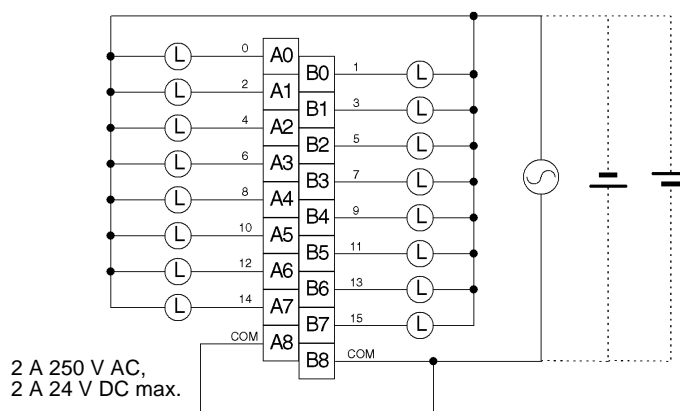 L 0 A0
B0 1 L
L 2 A1
B1 3 L
L 4 A2
B2 5 L
L 6 A3
B3 7 L
L 8 A4
B4 9 L
L 10 A5
B5 11 L
L 12 A6
B6 13 L
L 14 A7
B7 15 L
COM A8
B8 COM
2 A 250 V AC,
2 A 24 V DC max.